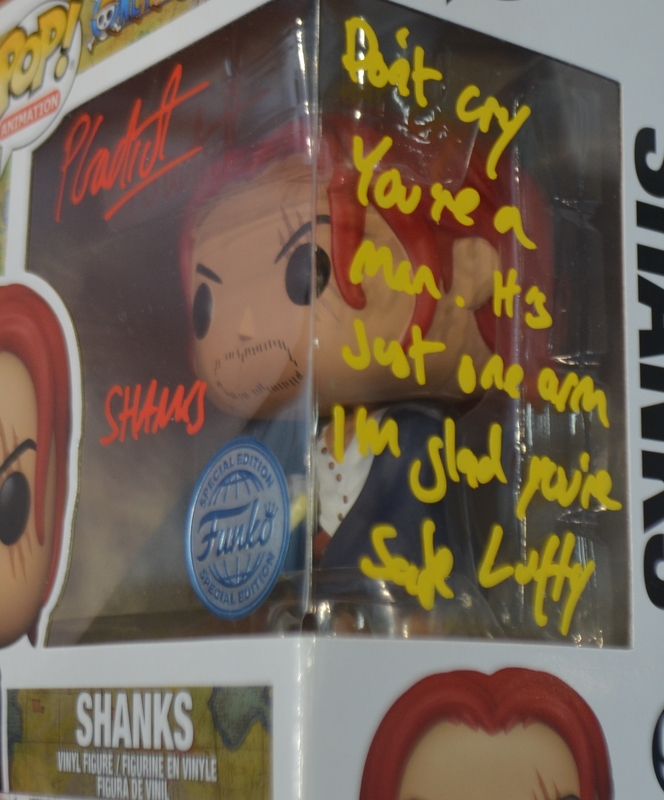 POP!
ANIMATION
SHANKS
SPECIAL EDITION
Funko
SPECIAL EDITION
SHANKS
VINYL FIGURE / FIGURINE EN VINYLE
FIGURA DE VINIL
Don't cry
You're a
Man. It's
Just one arm
I'm glad you're
Safe Luffy
SHANKS